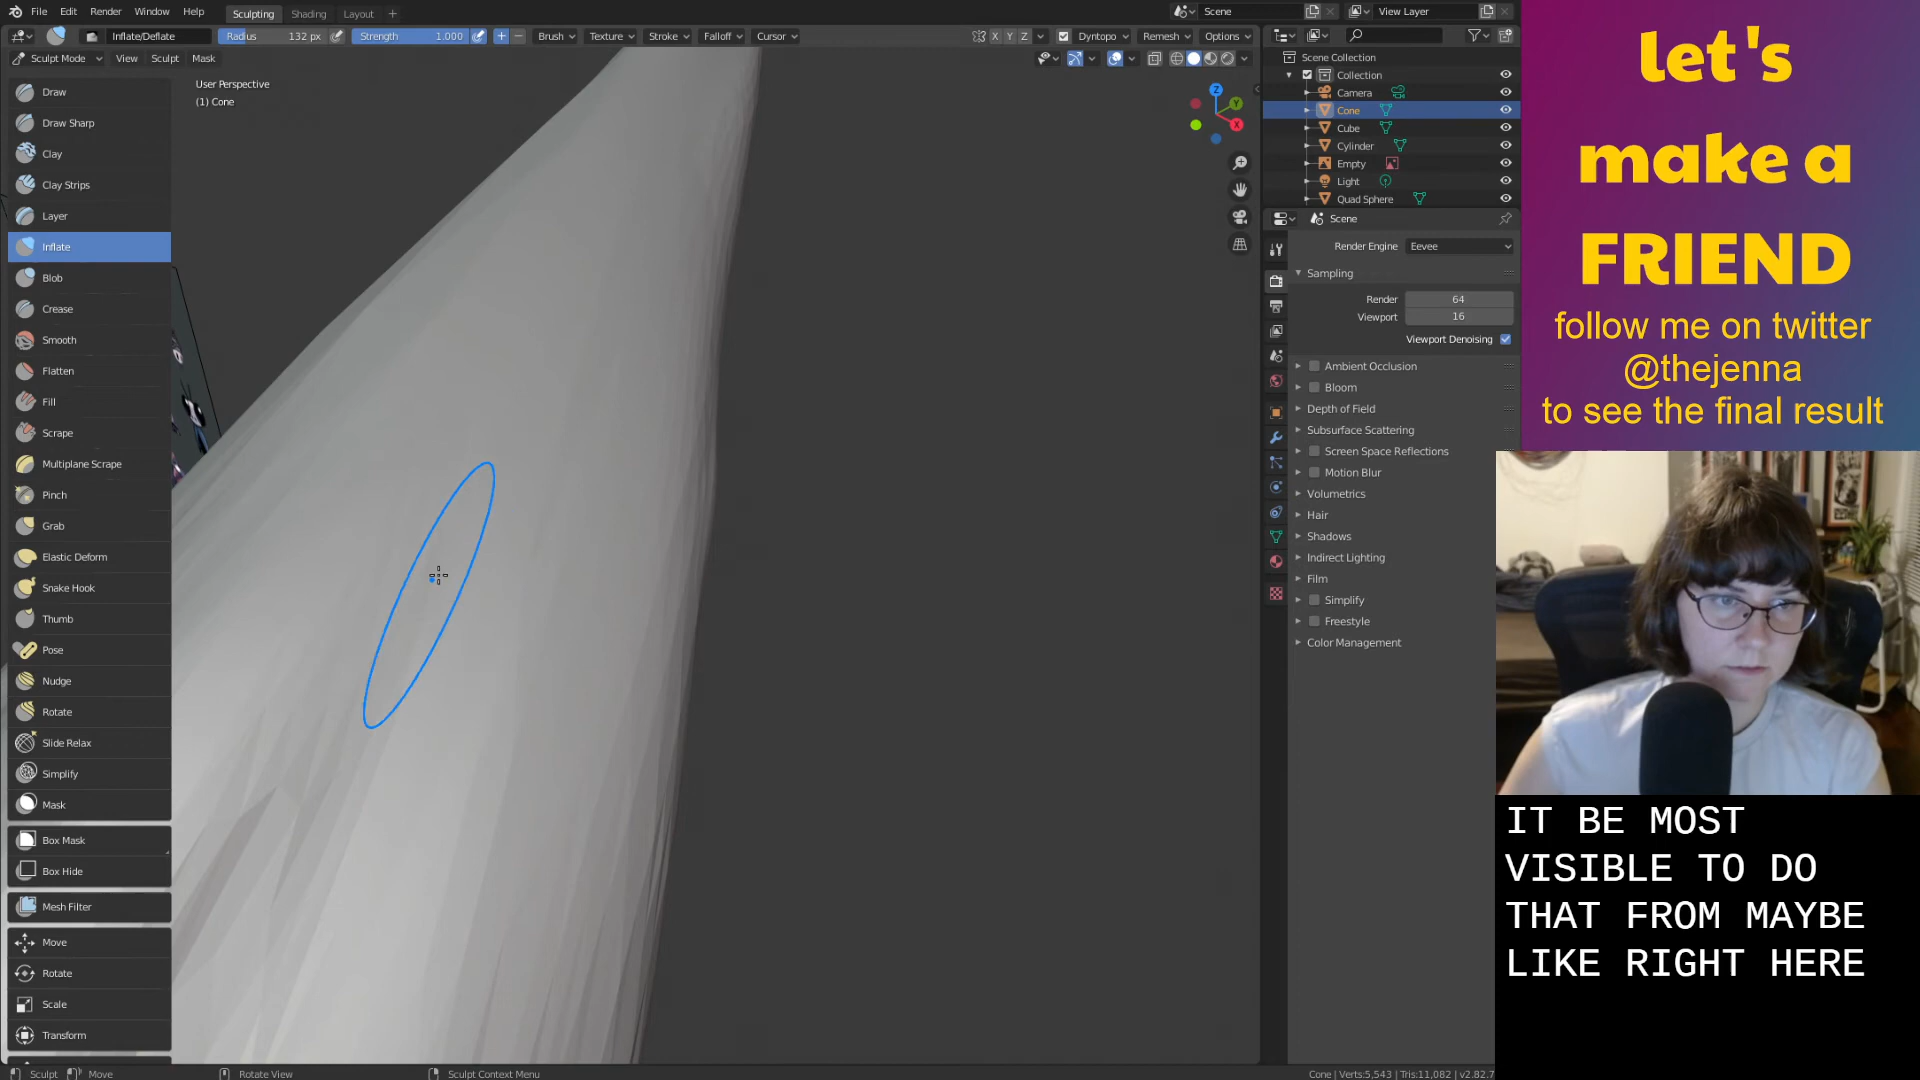 File Edit Render Window Help Sculpting Shading Layout + Scene View Layer
Inflate/Deflate Radius 132 px Strength 1.000 + − Brush Texture Stroke Falloff Cursor X Y Z Dyntopo Remesh Options
Sculpt Mode View Sculpt Mask
User Perspective
(1) Cone
Z
Y
X
Draw
Draw Sharp
Clay
Clay Strips
Layer
Inflate
Blob
Crease
Smooth
Flatten
Fill
Scrape
Multiplane Scrape
Pinch
Grab
Elastic Deform
Snake Hook
Thumb
Pose
Nudge
Rotate
Slide Relax
Simplify
Mask
Box Mask
Box Hide
Mesh Filter
Move
Rotate
Scale
Transform
Scene Collection
Collection
Camera
Cone
Cube
Cylinder
Empty
Light
Quad Sphere
Scene
Render Engine Eevee
Sampling
Render 64
Viewport 16
Viewport Denoising
Ambient Occlusion
Bloom
Depth of Field
Subsurface Scattering
Screen Space Reflections
Motion Blur
Volumetrics
Hair
Shadows
Indirect Lighting
Film
Simplify
Freestyle
Color Management
let's
make a
FRIEND
follow me on twitter
@thejenna
to see the final result
IT BE MOST
VISIBLE TO DO
THAT FROM MAYBE
LIKE RIGHT HERE
Sculpt Move Rotate View Sculpt Context Menu Cone | Verts:5,543 | Tris:11,082 | v2.82.7